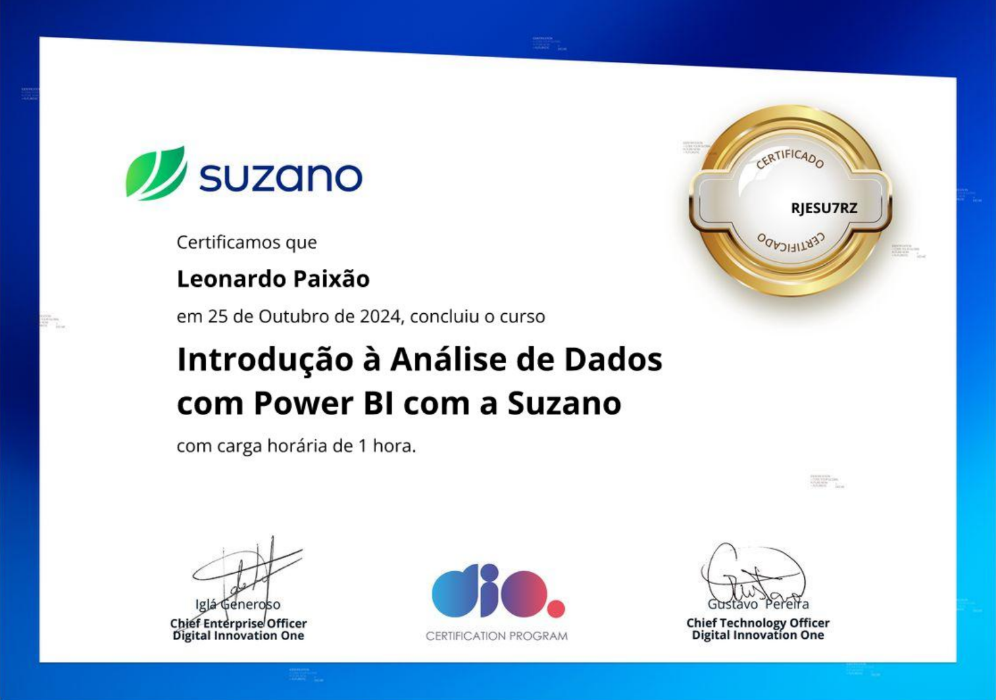 suzano
CERTIFICADO
RJESU7RZ
CERTIFICADO
Certificamos que
Leonardo Paixão
em 25 de Outubro de 2024, concluiu o curso
Introdução à Análise de Dados
com Power BI com a Suzano
com carga horária de 1 hora.
Iglá Generoso
Chief Enterprise Officer
Digital Innovation One
dio.
CERTIFICATION PROGRAM
Gustavo Pereira
Chief Technology Officer
Digital Innovation One